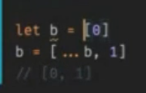 let b = [0]
b = [...b, 1]
// [0, 1]